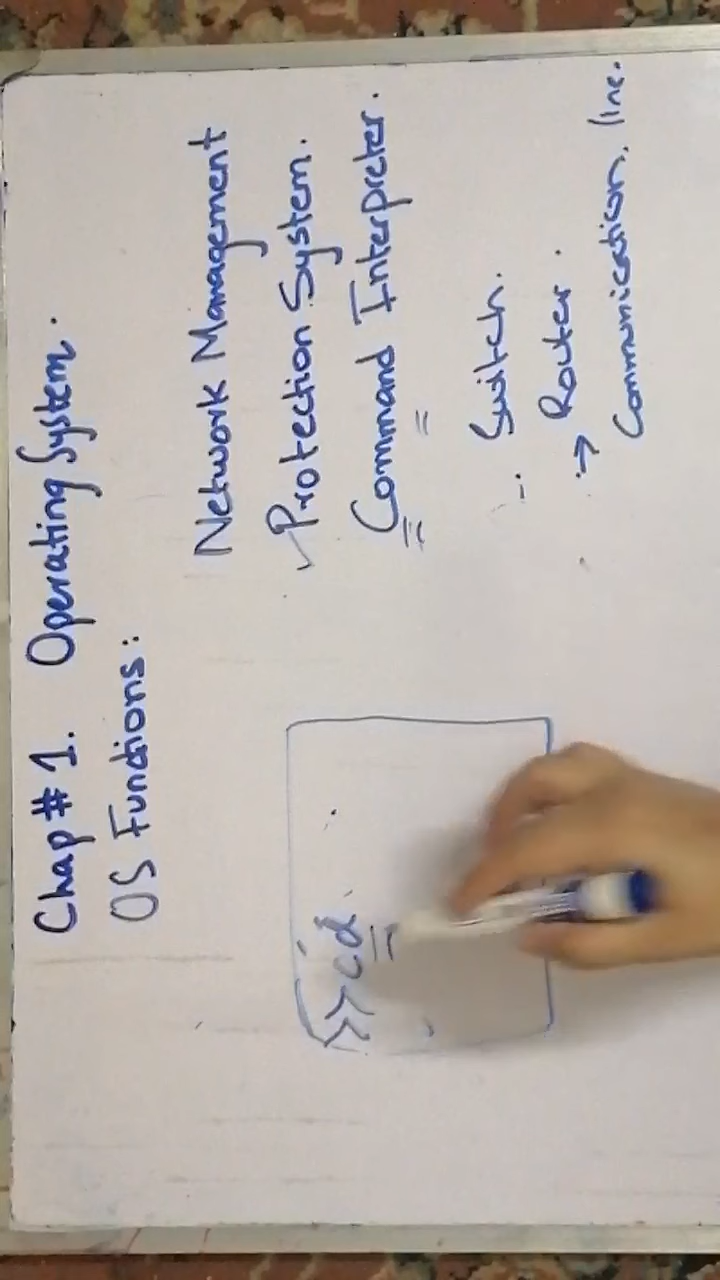 Chap # 1. Operating System.
OS Functions:
Network Management
Protection System.
Command Interpreter.
Switch.
Router.
Communication. line.
>>cd